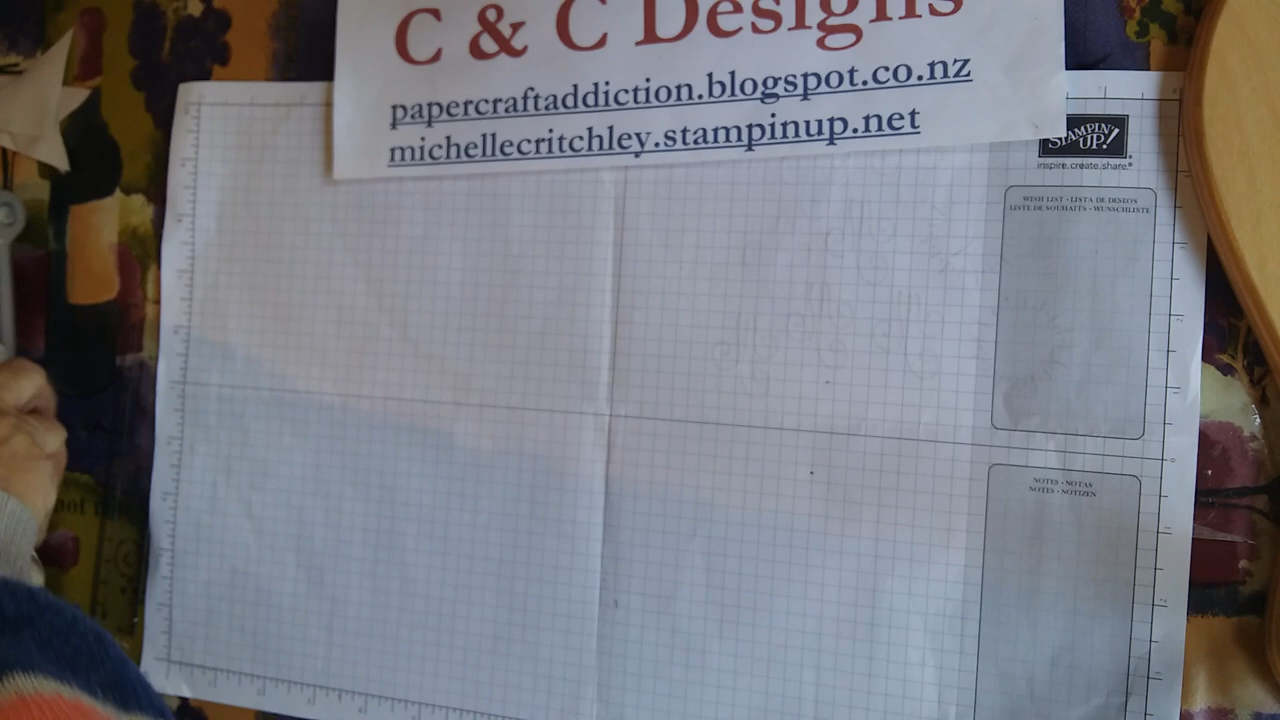 C & C Designs
papercraftaddiction.blogspot.co.nz
michellecritchley.stampinup.net
STAMPIN' UP!
inspire.create.share.®
WISH LIST • LISTA DE DESEOS
LISTE DE SOUHAITS • WUNSCHLISTE
NOTES • NOTAS
NOTES • NOTIZEN